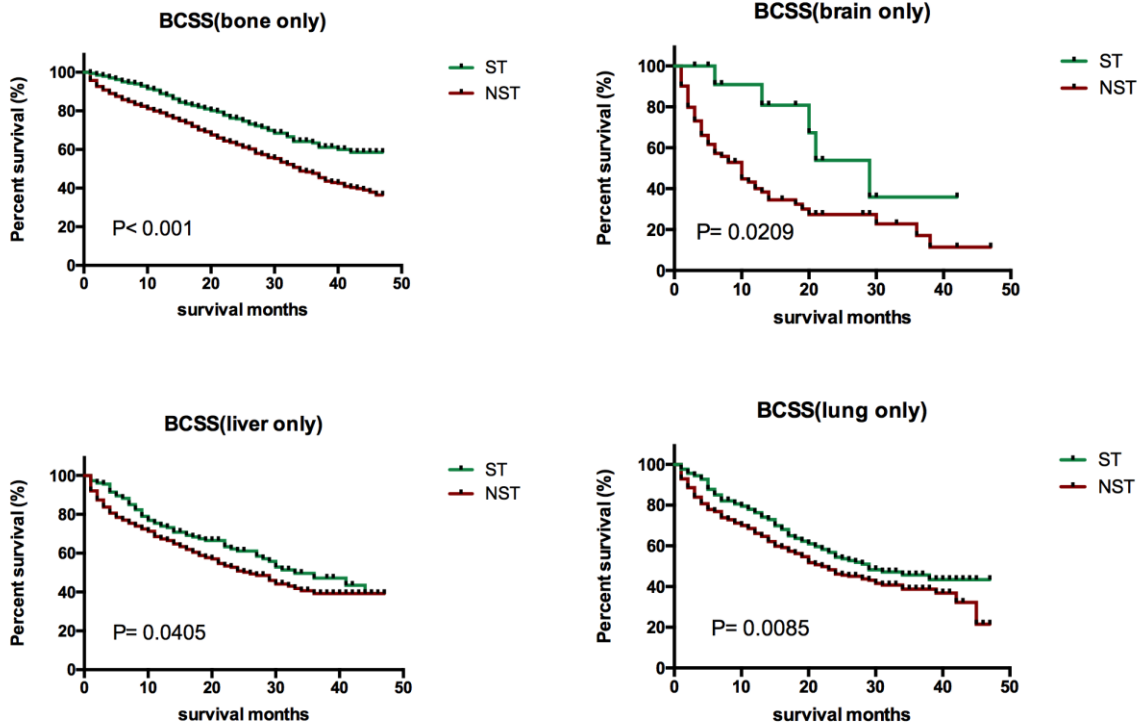 BCSS(bone only)
Percent survival (%)
100
80
60
40
20
0
0 10 20 30 40 50
survival months
P< 0.001
ST
NST
BCSS(brain only)
Percent survival (%)
100
80
60
40
20
0
0 10 20 30 40 50
survival months
P= 0.0209
ST
NST
BCSS(liver only)
Percent survival (%)
100
80
60
40
20
0
0 10 20 30 40 50
survival months
P= 0.0405
ST
NST
BCSS(lung only)
Percent survival (%)
100
80
60
40
20
0
0 10 20 30 40 50
survival months
P= 0.0085
ST
NST